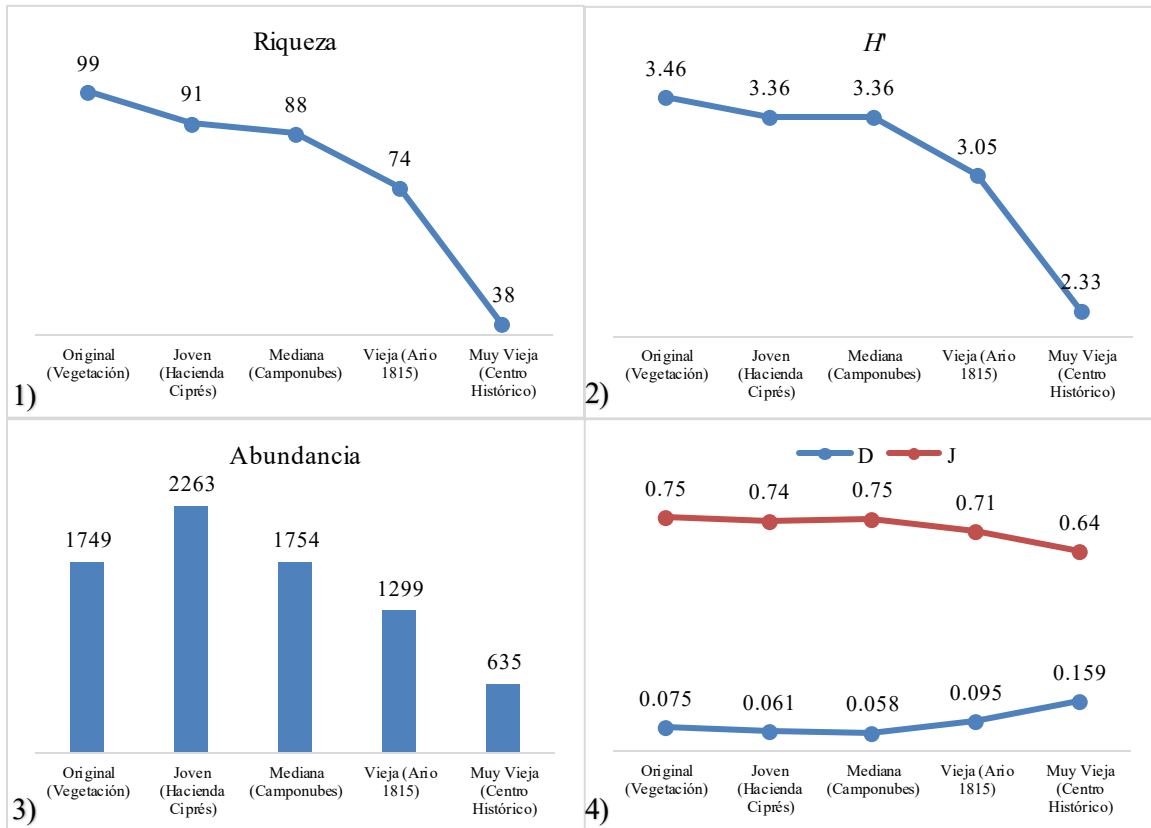 Riqueza
99
91
88
74
38
Original
(Vegetación)
Joven
(Hacienda
Ciprés)
Mediana
(Camponubes)
Vieja (Ario
1815)
Muy Vieja
(Centro
Histórico)
1)
H'
3.46
3.36
3.36
3.05
2.33
Original
(Vegetación)
Joven
(Hacienda
Ciprés)
Mediana
(Camponubes)
Vieja (Ario
1815)
Muy Vieja
(Centro
Histórico)
2)
Abundancia
1749
2263
1754
1299
635
Original
(Vegetación)
Joven
(Hacienda
Ciprés)
Mediana
(Camponubes)
Vieja (Ario
1815)
Muy Vieja
(Centro
Histórico)
3)
D J
0.75
0.74
0.75
0.71
0.64
0.075
0.061
0.058
0.095
0.159
Original
(Vegetación)
Joven
(Hacienda
Ciprés)
Mediana
(Camponubes)
Vieja (Ario
1815)
Muy Vieja
(Centro
Histórico)
4)